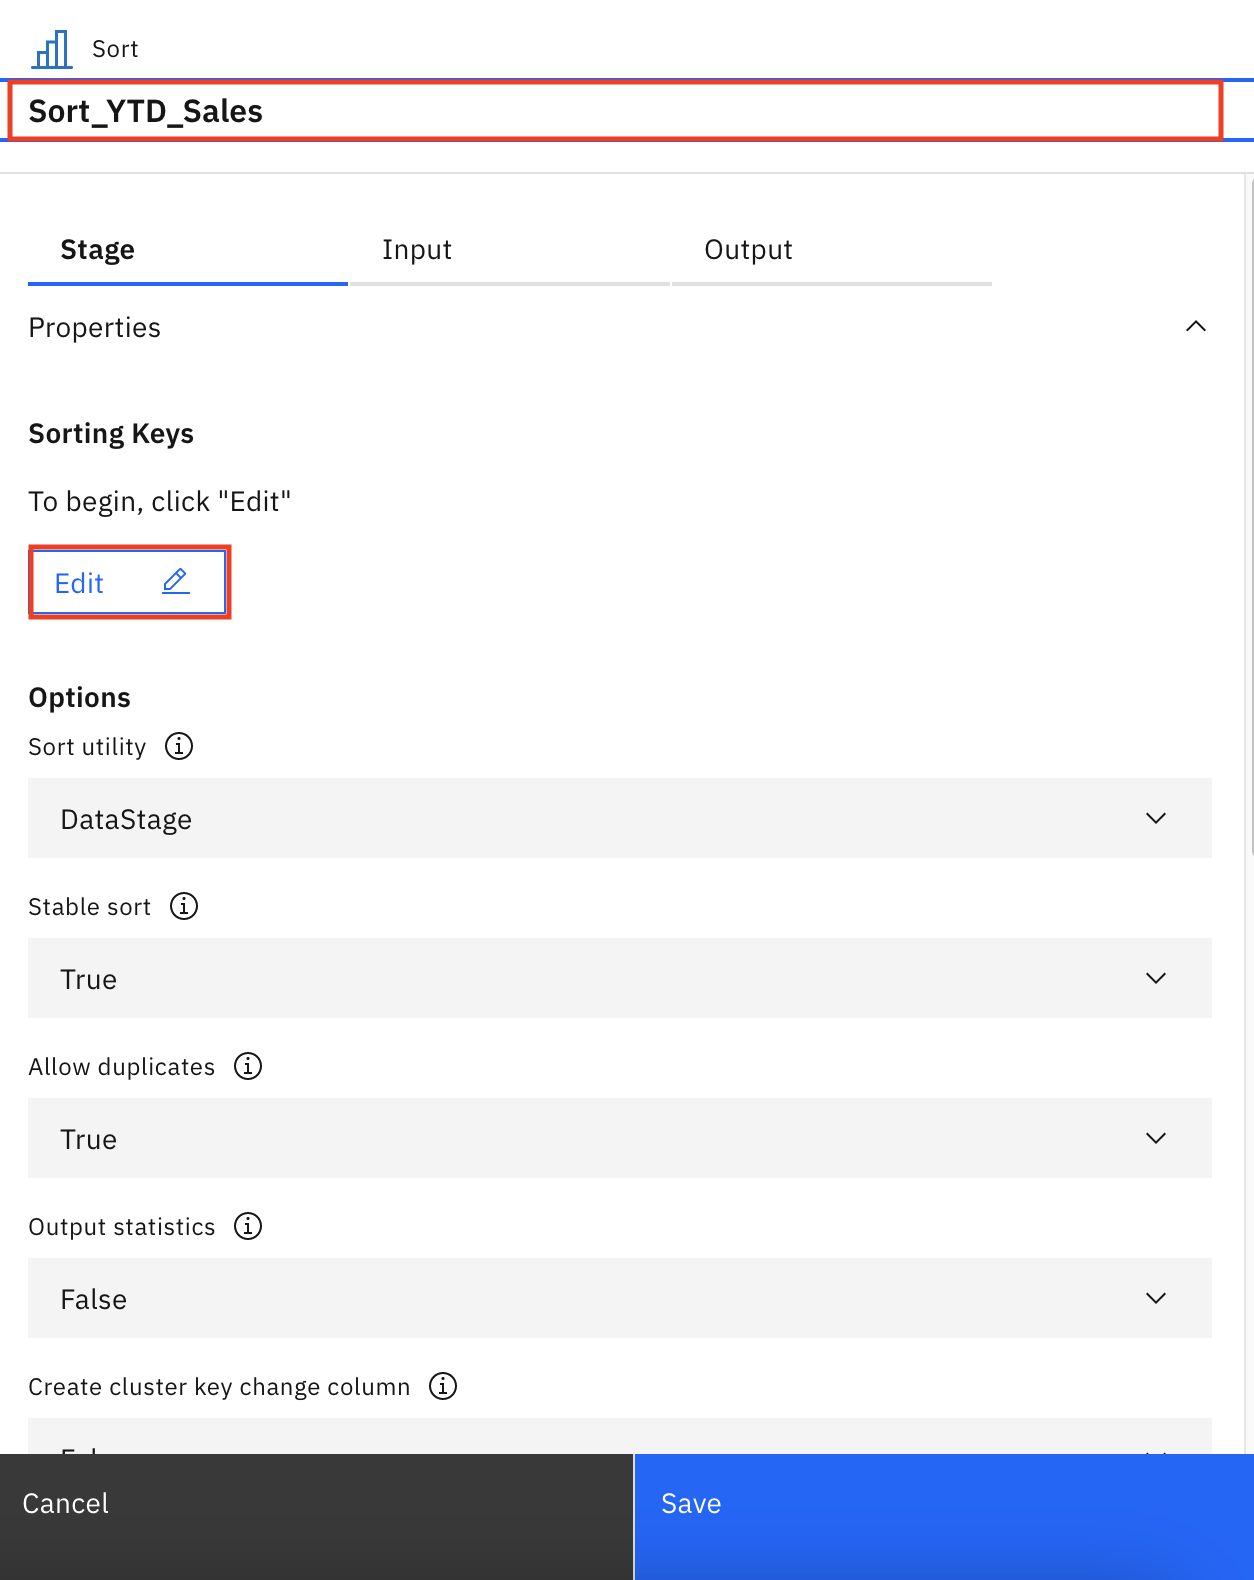 Sort
Sort_YTD_Sales
Stage Input Output
Properties
Sorting Keys
To begin, click "Edit"
Edit
Options
Sort utility
DataStage
Stable sort
True
Allow duplicates
True
Output statistics
False
Create cluster key change column
Cancel Save